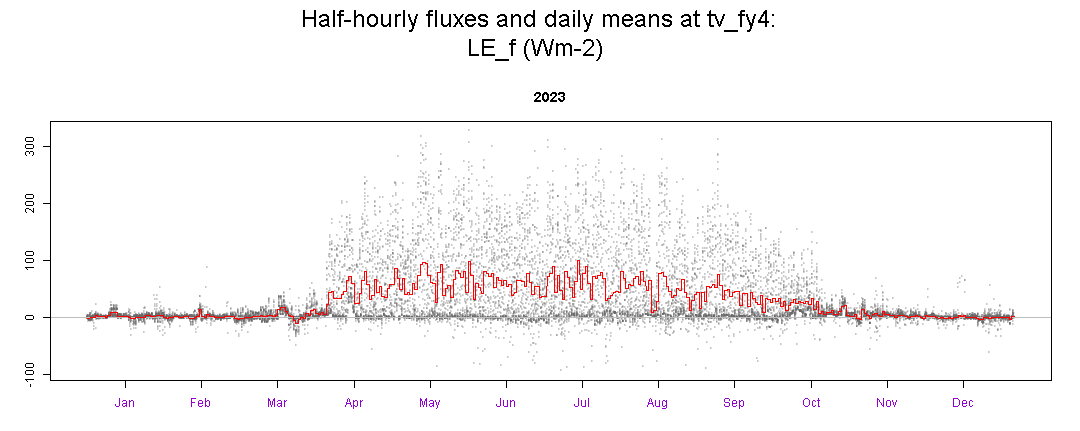 Half-hourly fluxes and daily means at tv_fy4:
LE_f (Wm-2)
2023
300
200
100
0
-100
Jan Feb Mar Apr May Jun Jul Aug Sep Oct Nov Dec